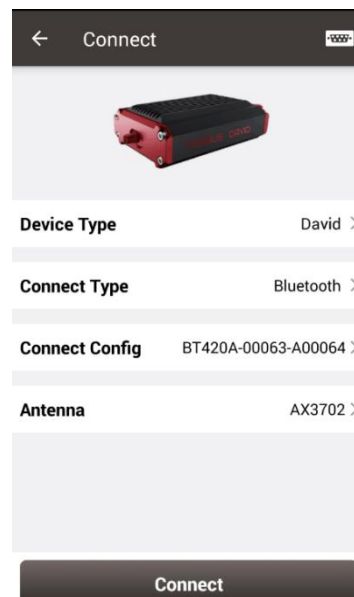 Connect
Device Type David
Connect Type Bluetooth
Connect Config BT420A-00063-A00064
Antenna AX3702
Connect